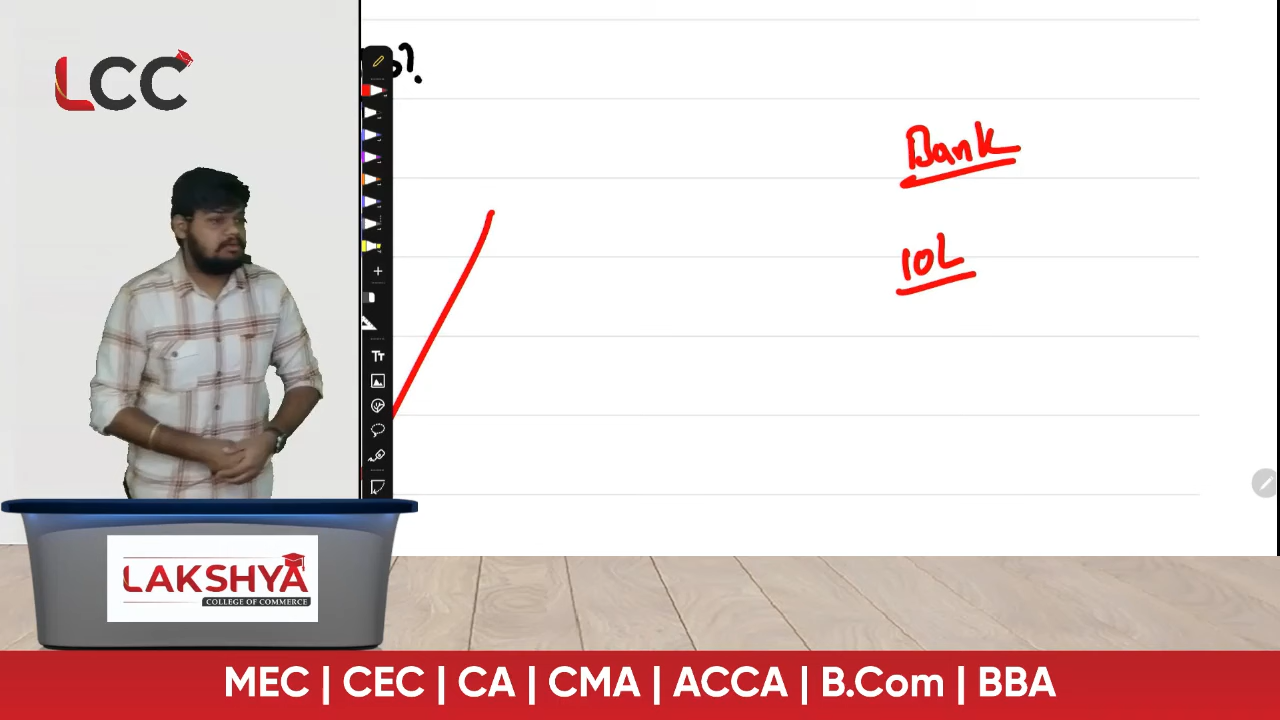 LCC
Bank
10L
LAKSHYA
COLLEGE OF COMMERCE
MEC | CEC | CA | CMA | ACCA | B.Com | BBA